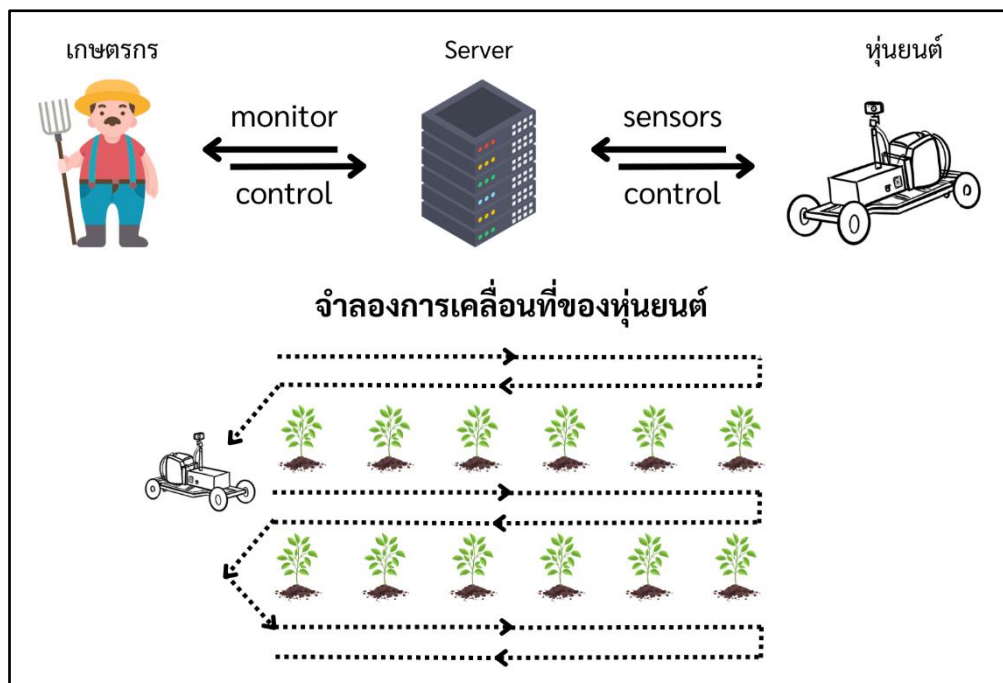 เกษตรกร
Server
หุ่นยนต์
monitor
control
sensors
control
จำลองการเคลื่อนที่ของหุ่นยนต์